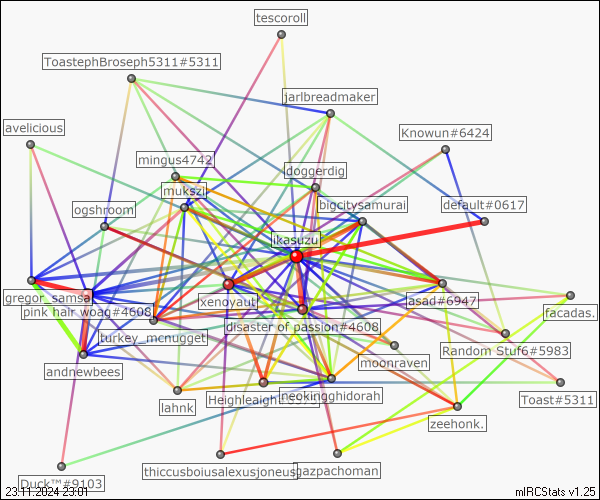 tescoroll
ToastephBroseph5311#5311
jarlbreadmaker
avelicious
Knowun#6424
mingus4742
doggerdig
mukszi
bigcitysamurai
default#0617
ogshroom
ikasuzu
gregor_samsa
xenoyaut
asad#6947
pink hair woag#4608
facadas.
disaster of passion#4608
turkey_mcnugget
Random Stuf6#5983
moonraven
andnewbees
neokingghidorah
Toast#5311
lahnk
zeehonk.
thiccusboiusalexusjoneus
gazpachoman
Duck™#9103
23.11.2024 23:01
mIRCStats v1.25